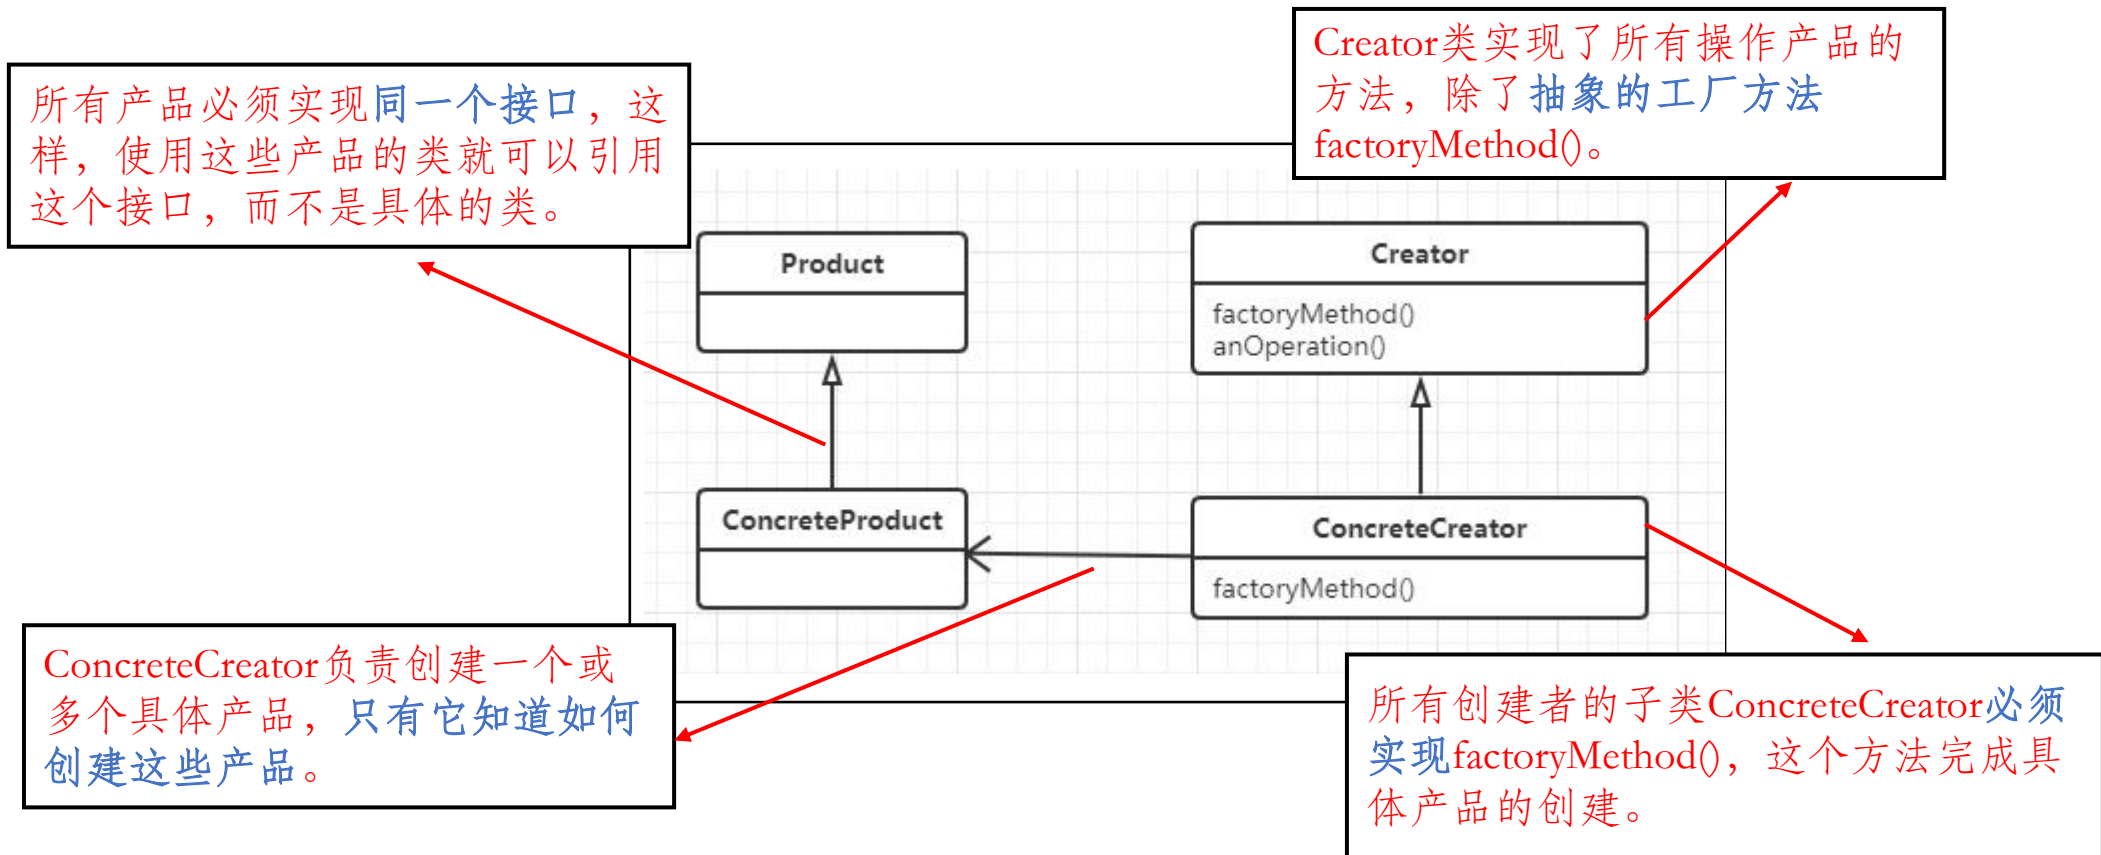 所有产品必须实现同一个接口，这
样，使用这些产品的类就可以引用
这个接口，而不是具体的类。
Creator类实现了所有操作产品的
方法，除了抽象的工厂方法
factoryMethod()。
Product
Creator
factoryMethod()
anOperation()
ConcreteProduct
ConcreteCreator
factoryMethod()
ConcreteCreator负责创建一个或
多个具体产品，只有它知道如何
创建这些产品。
所有创建者的子类ConcreteCreator必须
实现factoryMethod()，这个方法完成具
体产品的创建。